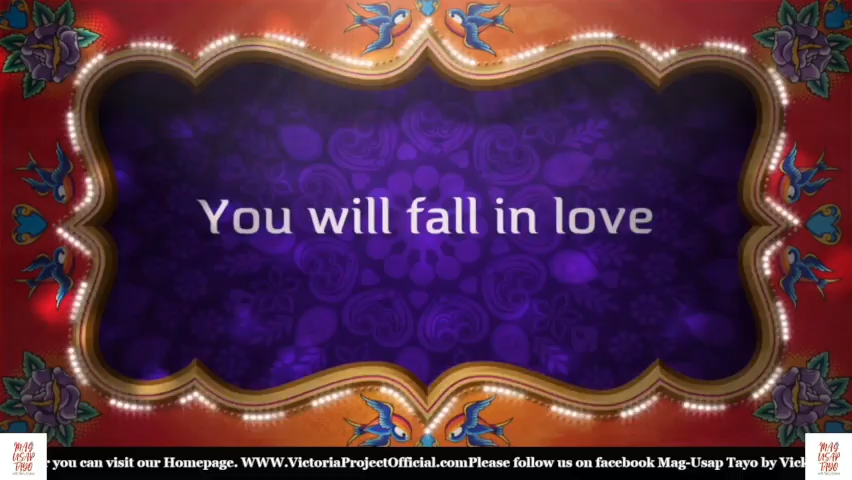 You will fall in love
MAG
USAP
TAYO
r you can visit our Homepage. WWW.VictoriaProjectOfficial.comPlease follow us on facebook Mag-Usap Tayo by Vick
MAG
USAP
TAYO